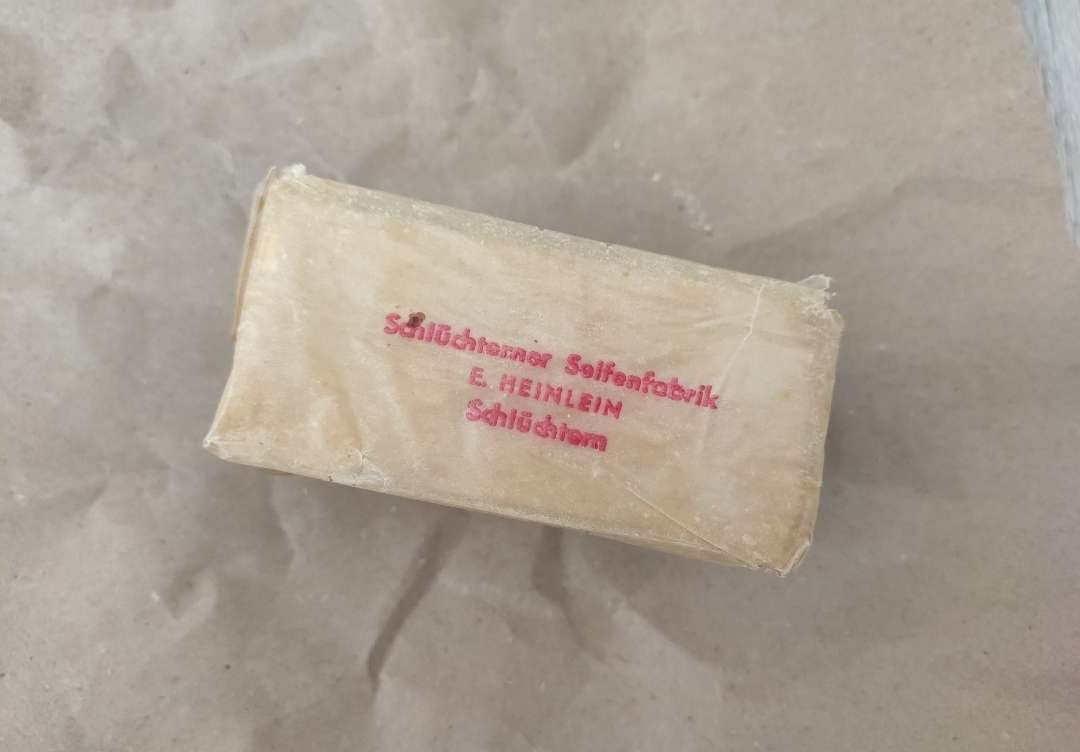 Schlüchterner Seifenfabrik
E. HEINLEIN
Schlüchtern